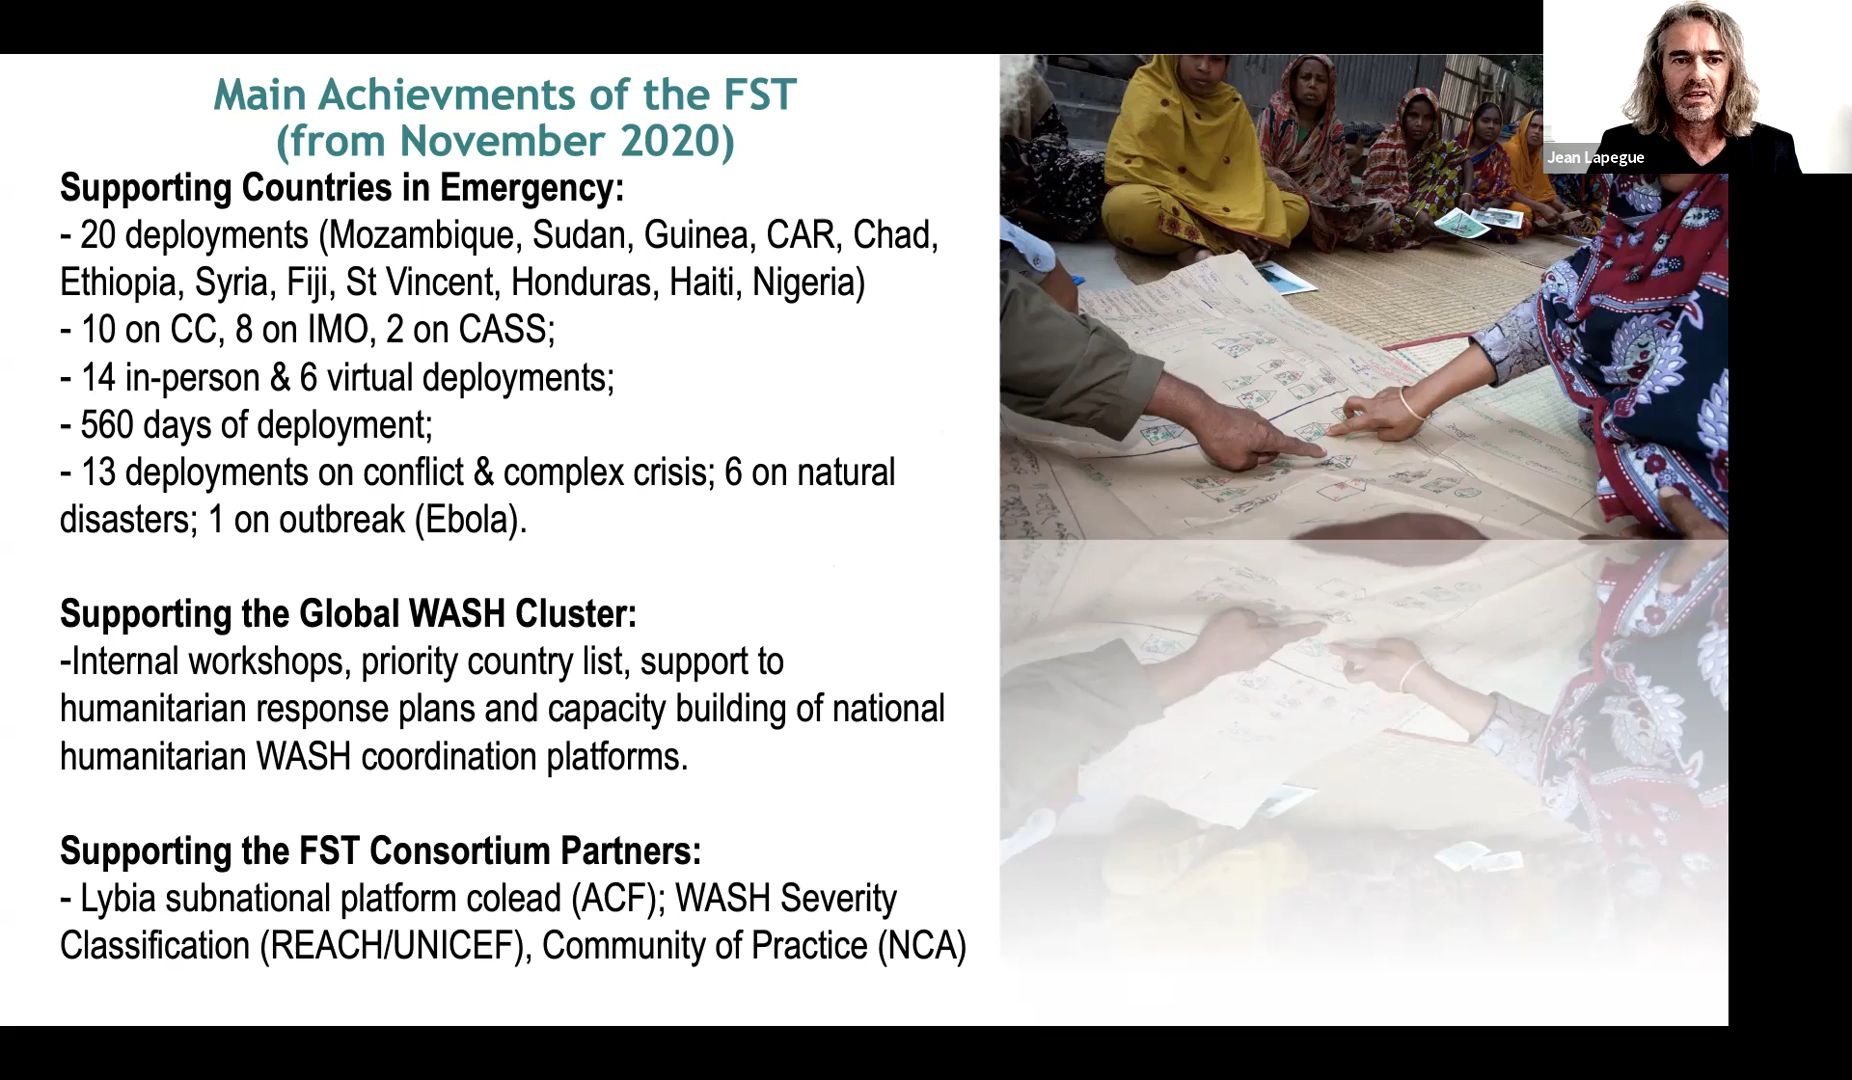 Main Achievments of the FST
(from November 2020)
Supporting Countries in Emergency:
- 20 deployments (Mozambique, Sudan, Guinea, CAR, Chad,
Ethiopia, Syria, Fiji, St Vincent, Honduras, Haiti, Nigeria)
- 10 on CC, 8 on IMO, 2 on CASS;
- 14 in-person & 6 virtual deployments;
- 560 days of deployment;
- 13 deployments on conflict & complex crisis; 6 on natural
disasters; 1 on outbreak (Ebola).
Supporting the Global WASH Cluster:
-Internal workshops, priority country list, support to
humanitarian response plans and capacity building of national
humanitarian WASH coordination platforms.
Supporting the FST Consortium Partners:
- Lybia subnational platform colead (ACF); WASH Severity
Classification (REACH/UNICEF), Community of Practice (NCA)
Jean Lapegue